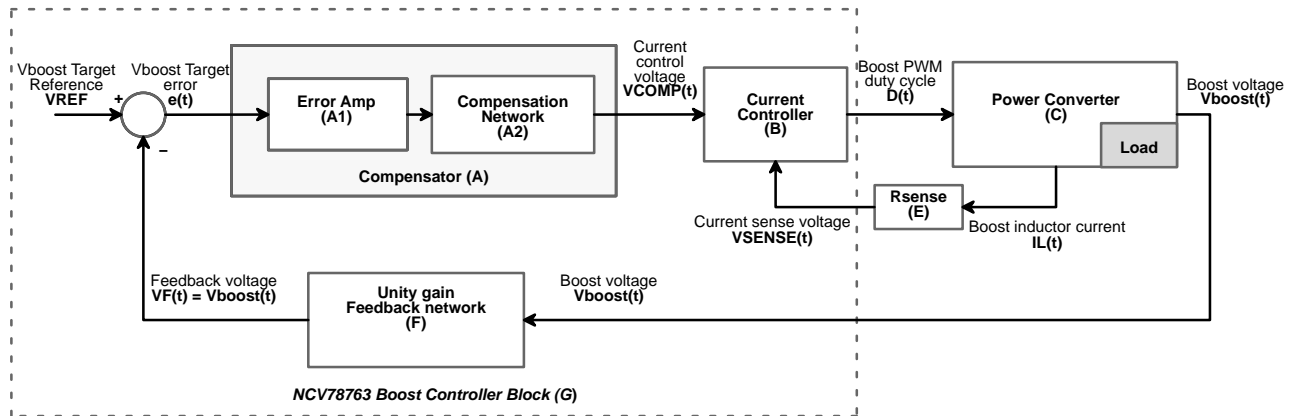 Vboost Target
Reference
VREF
+
−
Vboost Target
error
e(t)
Error Amp
(A1)
Compensation
Network
(A2)
Compensator (A)
Current
control
voltage
VCOMP(t)
Current
Controller
(B)
Boost PWM
duty cycle
D(t)
Power Converter
(C)
Load
Boost voltage
Vboost(t)
Rsense
(E)
Current sense voltage
VSENSE(t)
Boost inductor current
IL(t)
Feedback voltage
VF(t) = Vboost(t)
Unity gain
Feedback network
(F)
Boost voltage
Vboost(t)
NCV78763 Boost Controller Block (G)